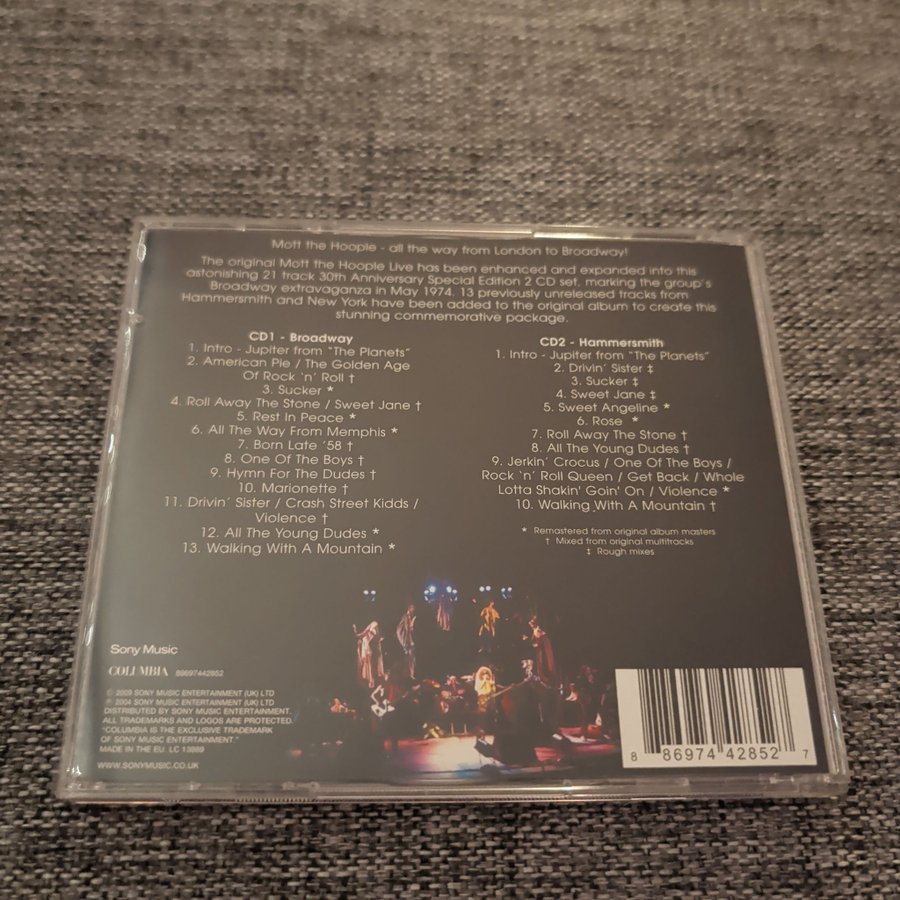 Mott the Hoople - all the way from London to Broadway!
The original Mott the Hoople Live has been enhanced and expanded into this
astonishing 21 track 30th Anniversary Special Edition 2 CD set, marking the group's
Broadway extravaganza in May 1974. 13 previously unreleased tracks from
Hammersmith and New York have been added to the original album to create this
stunning commemorative package.
CD1 - Broadway
1. Intro - Jupiter from "The Planets"
2. American Pie / The Golden Age
Of Rock 'n' Roll †
3. Sucker *
4. Roll Away The Stone / Sweet Jane †
5. Rest In Peace *
6. All The Way From Memphis *
7. Born Late '58 †
8. One Of The Boys †
9. Hymn For The Dudes †
10. Marionette †
11. Drivin' Sister / Crash Street Kidds /
Violence †
12. All The Young Dudes *
13. Walking With A Mountain *
CD2 - Hammersmith
1. Intro - Jupiter from "The Planets"
2. Drivin' Sister ‡
3. Sucker ‡
4. Sweet Jane ‡
5. Sweet Angeline *
6. Rose *
7. Roll Away The Stone †
8. All The Young Dudes †
9. Jerkin' Crocus / One Of The Boys /
Rock 'n' Roll Queen / Get Back / Whole
Lotta Shakin' Goin' On / Violence *
10. Walking With A Mountain †
* Remastered from original album masters
† Mixed from original multitracks
‡ Rough mixes
Sony Music
COLUMBIA 88697442852
© 2009 SONY MUSIC ENTERTAINMENT (UK) LTD
℗ 2004 SONY MUSIC ENTERTAINMENT (UK) LTD
DISTRIBUTED BY SONY MUSIC ENTERTAINMENT.
ALL TRADEMARKS AND LOGOS ARE PROTECTED.
"COLUMBIA IS THE EXCLUSIVE TRADEMARK
OF SONY MUSIC ENTERTAINMENT."
MADE IN THE EU LC 13989
WWW.SONYMUSIC.CO.UK
8 86974 42852 7